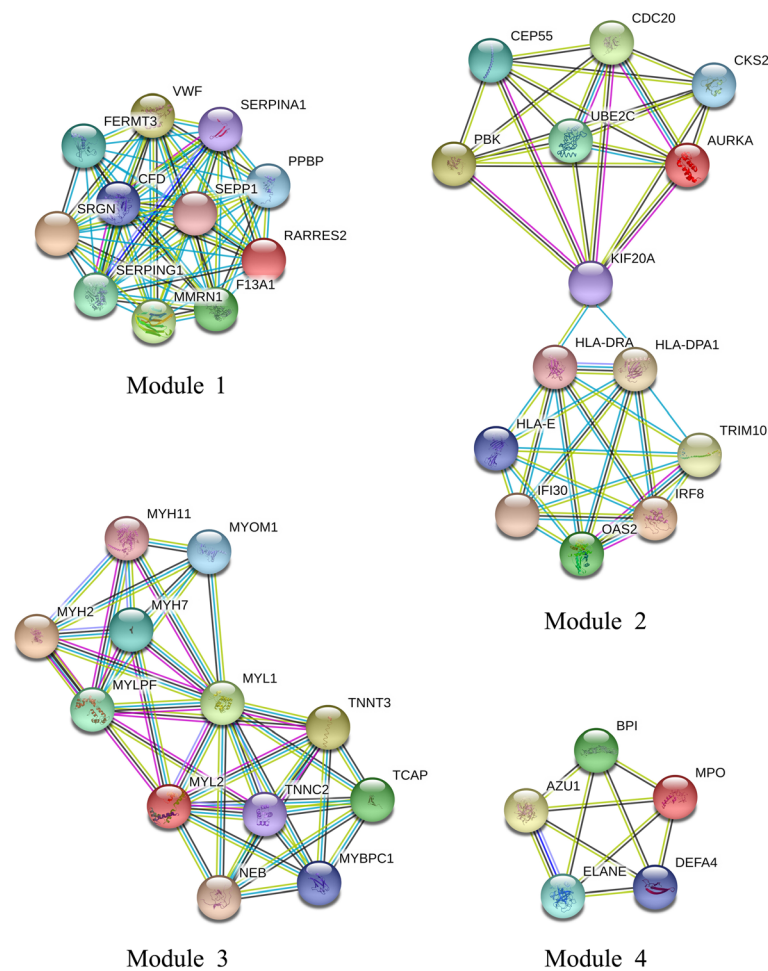 VWF
SERPINA1
FERMT3
PPBP
CFD
SEPP1
SRGN
RARRES2
SERPING1
F13A1
MMRN1
Module 1
CDC20
CEP55
CKS2
UBE2C
PBK
AURKA
KIF20A
HLA-DRA
HLA-DPA1
HLA-E
TRIM10
IFI30
IRF8
OAS2
Module 2
MYH11
MYOM1
MYH2
MYH7
MYLPF
MYL1
TNNT3
MYL2
TNNC2
TCAP
NEB
MYBPC1
Module 3
BPI
AZU1
MPO
ELANE
DEFA4
Module 4